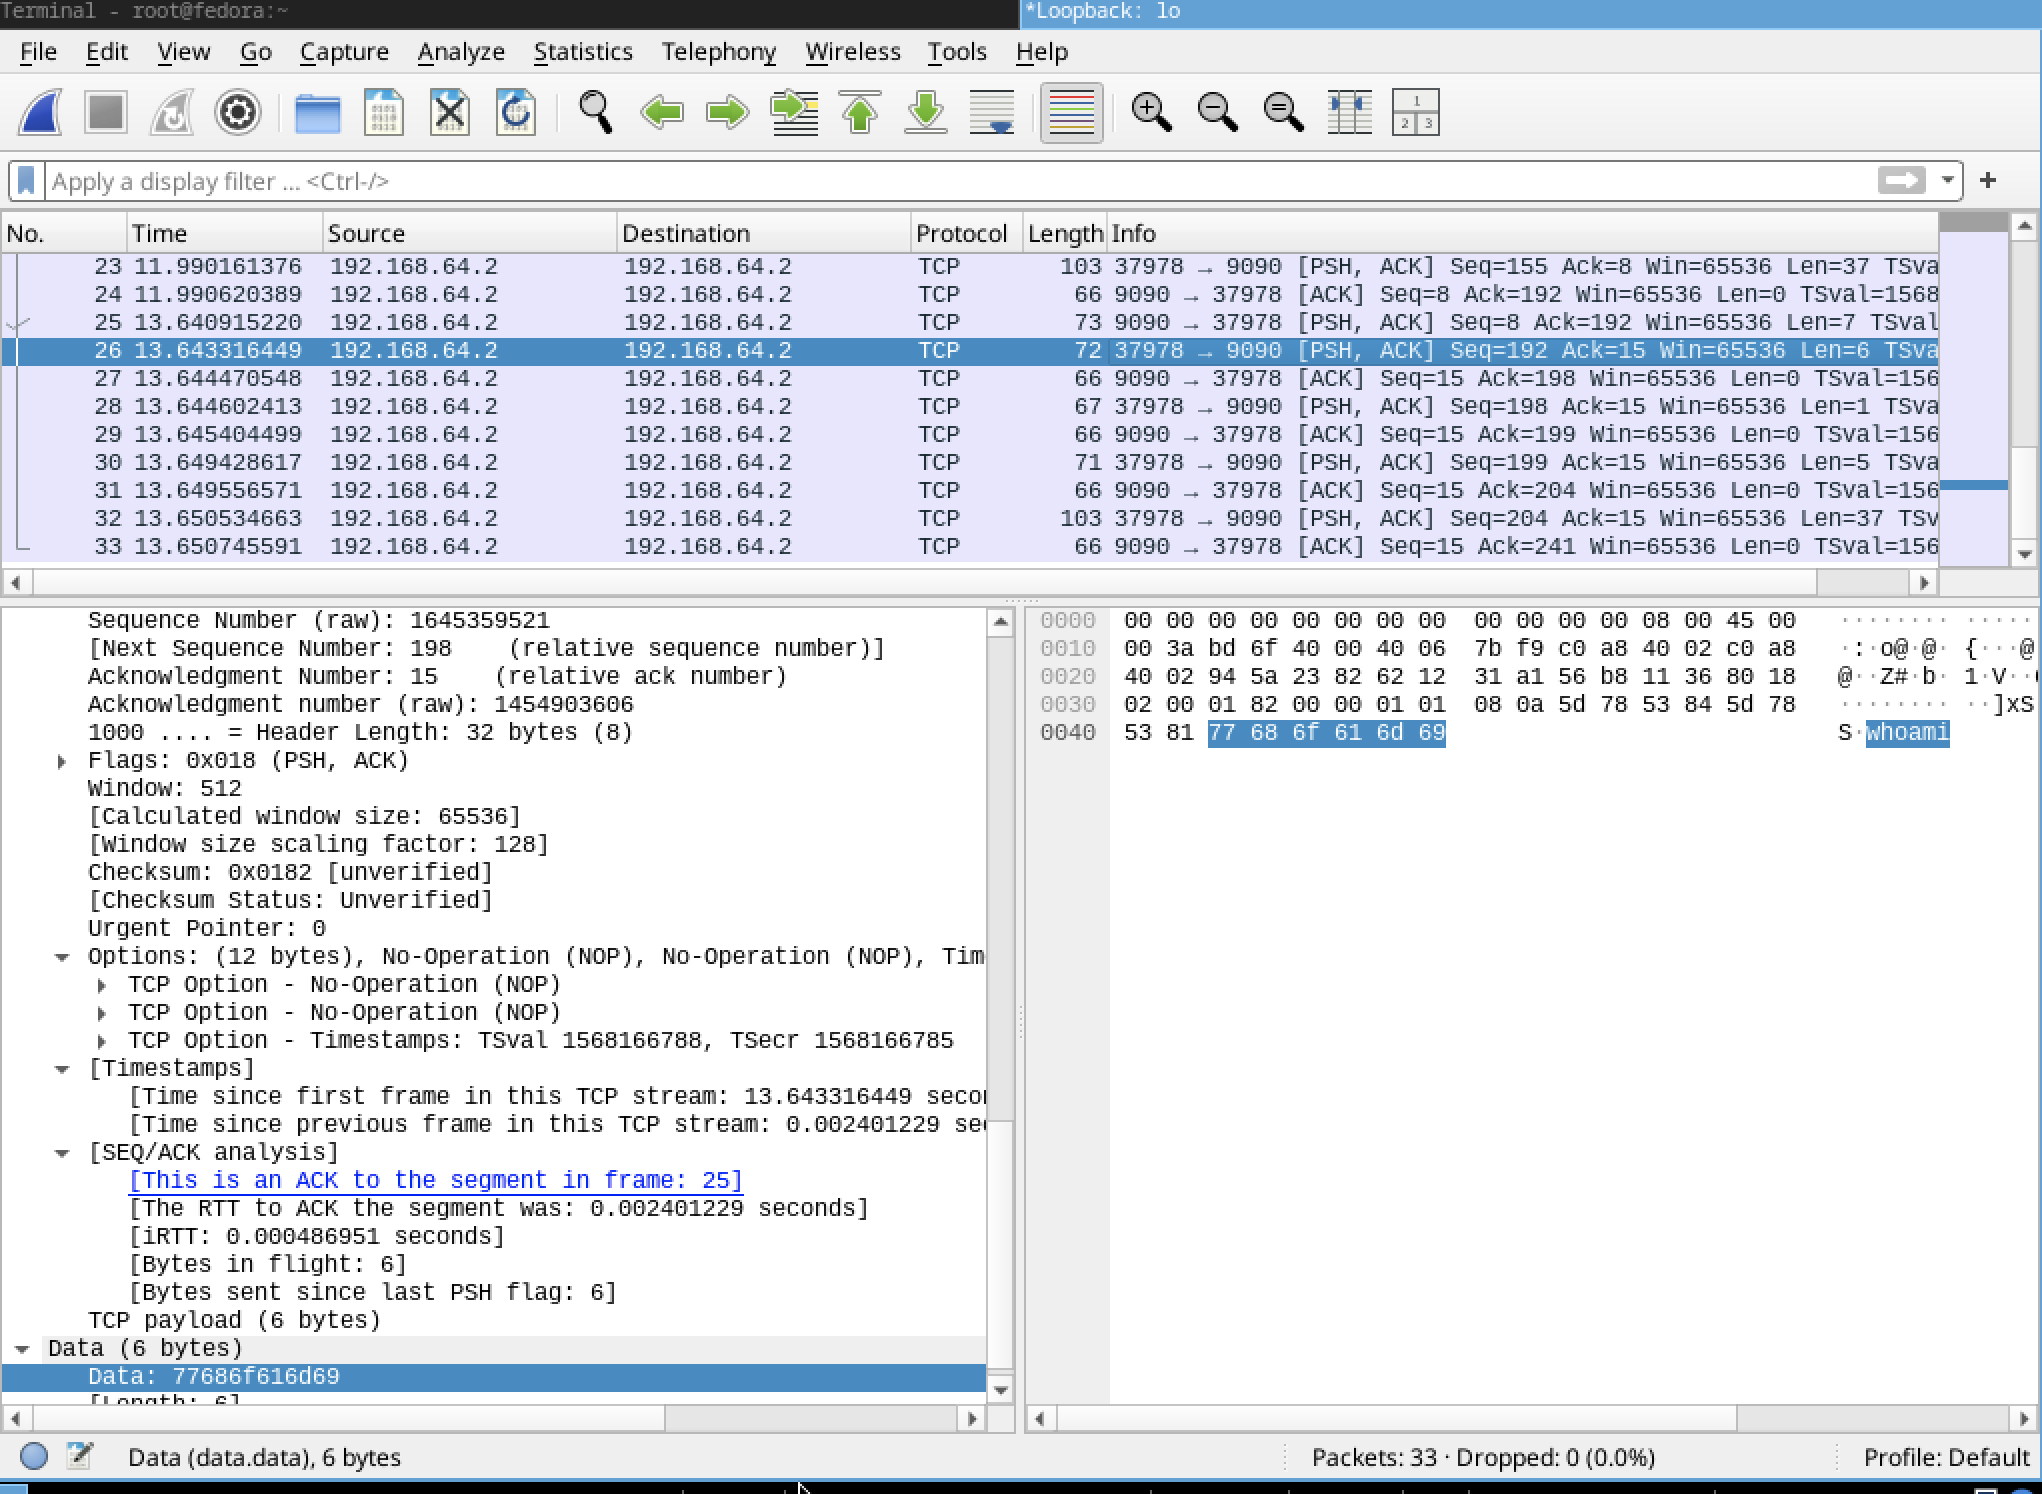 Terminal - root@fedora:~
*Loopback: lo
File Edit View Go Capture Analyze Statistics Telephony Wireless Tools Help
Apply a display filter ... <Ctrl-/>
No. Time Source Destination Protocol Length Info
23 11.990161376 192.168.64.2 192.168.64.2 TCP 103 37978 → 9090 [PSH, ACK] Seq=155 Ack=8 Win=65536 Len=37 TSva
24 11.990620389 192.168.64.2 192.168.64.2 TCP 66 9090 → 37978 [ACK] Seq=8 Ack=192 Win=65536 Len=0 TSval=1568
25 13.640915220 192.168.64.2 192.168.64.2 TCP 73 9090 → 37978 [PSH, ACK] Seq=8 Ack=192 Win=65536 Len=7 TSval
26 13.643316449 192.168.64.2 192.168.64.2 TCP 72 37978 → 9090 [PSH, ACK] Seq=192 Ack=15 Win=65536 Len=6 TSva
27 13.644470548 192.168.64.2 192.168.64.2 TCP 66 9090 → 37978 [ACK] Seq=15 Ack=198 Win=65536 Len=0 TSval=156
28 13.644602413 192.168.64.2 192.168.64.2 TCP 67 37978 → 9090 [PSH, ACK] Seq=198 Ack=15 Win=65536 Len=1 TSva
29 13.645404499 192.168.64.2 192.168.64.2 TCP 66 9090 → 37978 [ACK] Seq=15 Ack=199 Win=65536 Len=0 TSval=156
30 13.649428617 192.168.64.2 192.168.64.2 TCP 71 37978 → 9090 [PSH, ACK] Seq=199 Ack=15 Win=65536 Len=5 TSva
31 13.649556571 192.168.64.2 192.168.64.2 TCP 66 9090 → 37978 [ACK] Seq=15 Ack=204 Win=65536 Len=0 TSval=156
32 13.650534663 192.168.64.2 192.168.64.2 TCP 103 37978 → 9090 [PSH, ACK] Seq=204 Ack=15 Win=65536 Len=37 TSv
33 13.650745591 192.168.64.2 192.168.64.2 TCP 66 9090 → 37978 [ACK] Seq=15 Ack=241 Win=65536 Len=0 TSval=156
Sequence Number (raw): 1645359521
[Next Sequence Number: 198 (relative sequence number)]
Acknowledgment Number: 15 (relative ack number)
Acknowledgment number (raw): 1454903606
1000 .... = Header Length: 32 bytes (8)
Flags: 0x018 (PSH, ACK)
Window: 512
[Calculated window size: 65536]
[Window size scaling factor: 128]
Checksum: 0x0182 [unverified]
[Checksum Status: Unverified]
Urgent Pointer: 0
Options: (12 bytes), No-Operation (NOP), No-Operation (NOP), Tim
TCP Option - No-Operation (NOP)
TCP Option - No-Operation (NOP)
TCP Option - Timestamps: TSval 1568166788, TSecr 1568166785
[Timestamps]
[Time since first frame in this TCP stream: 13.643316449 secon
[Time since previous frame in this TCP stream: 0.002401229 se
[SEQ/ACK analysis]
[This is an ACK to the segment in frame: 25]
[The RTT to ACK the segment was: 0.002401229 seconds]
[iRTT: 0.000486951 seconds]
[Bytes in flight: 6]
[Bytes sent since last PSH flag: 6]
TCP payload (6 bytes)
Data (6 bytes)
Data: 77686f616d69
[Length: 6]
0000 00 00 00 00 00 00 00 00 00 00 00 00 08 00 45 00 ········ ·····
0010 00 3a bd 6f 40 00 40 06 7b f9 c0 a8 40 02 c0 a8 ·:·o@·@· {···@
0020 40 02 94 5a 23 82 62 12 31 a1 56 b8 11 36 80 18 @··Z#·b· 1·V··
0030 02 00 01 82 00 00 01 01 08 0a 5d 78 53 84 5d 78 ········ ··]xS
0040 53 81 77 68 6f 61 6d 69 S·whoami
Data (data.data), 6 bytes
Packets: 33 · Dropped: 0 (0.0%)
Profile: Default